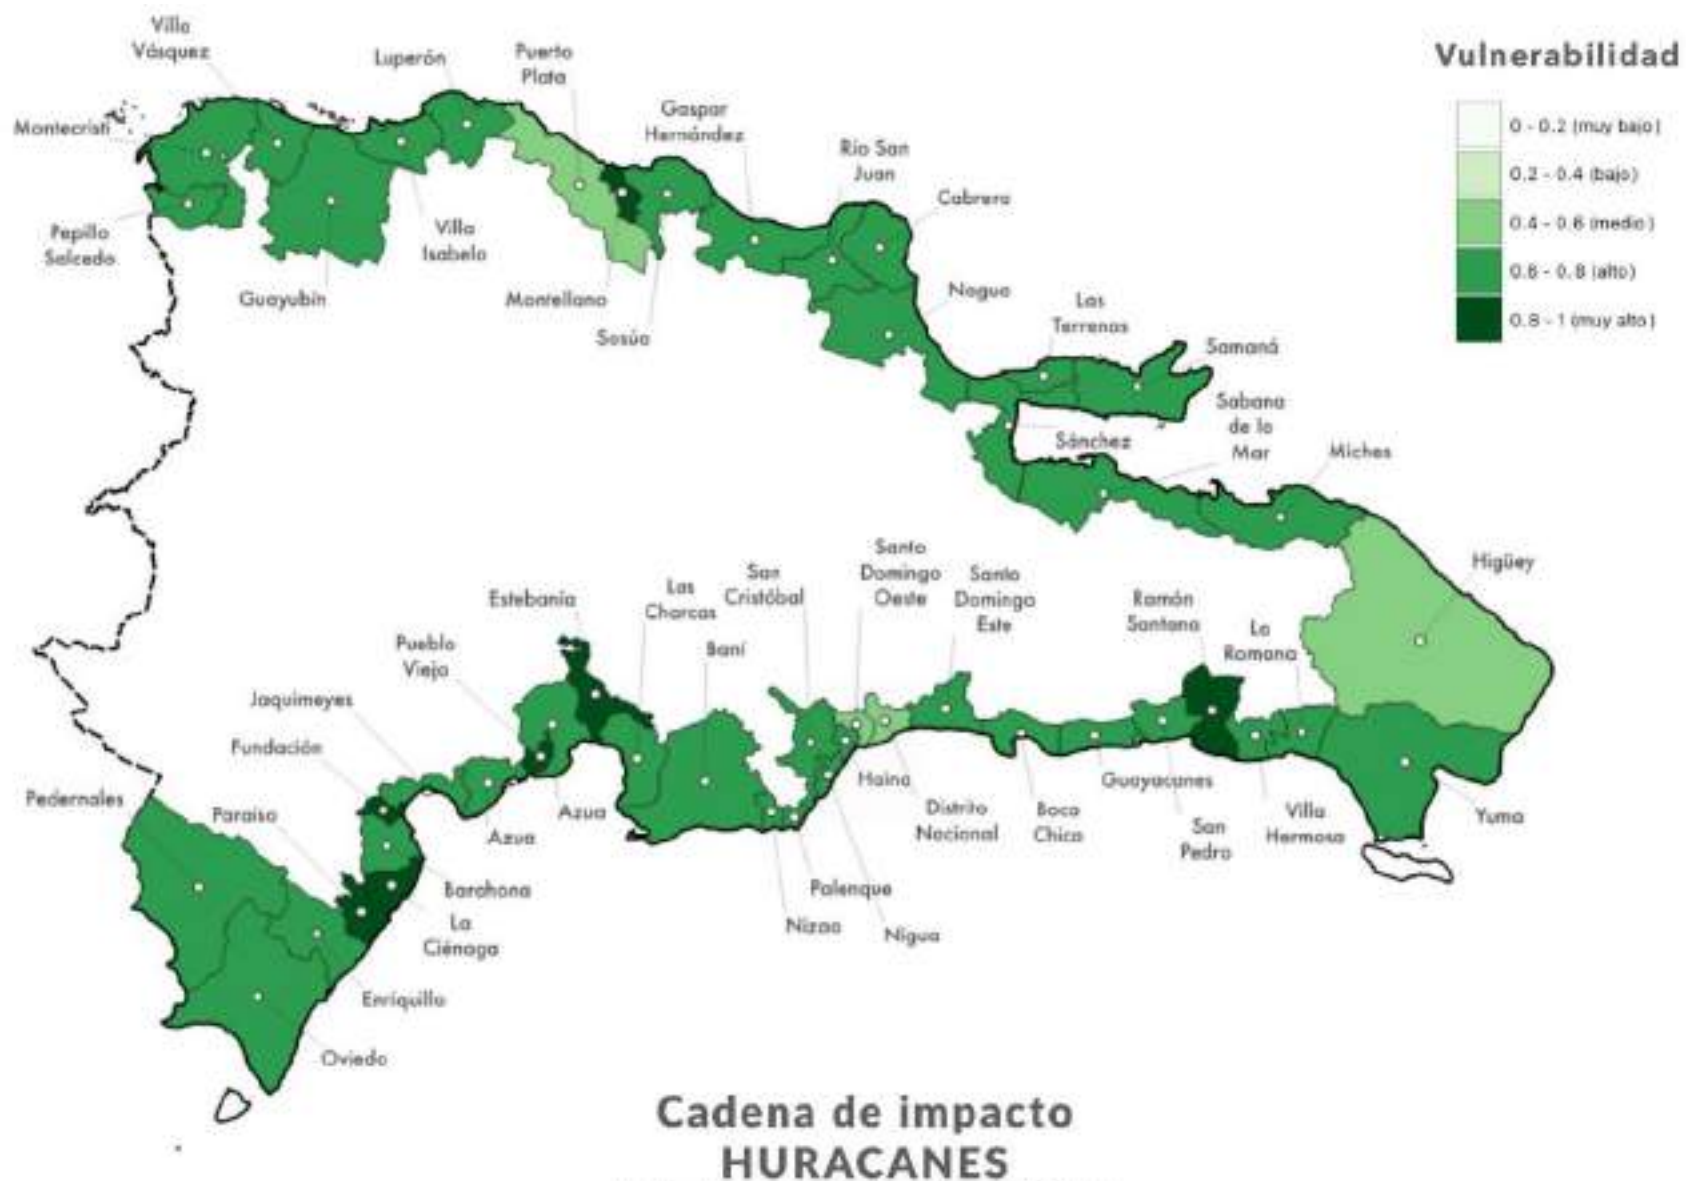 Villa
Vásquez
Luperón
Puerto
Plata
Gaspar
Hernández
Montecristi
Río San
Juan
Cabrera
Pepillo
Salcedo
Villa
Isabela
Guayubín
Montellano
Sosúa
Nagua
Las
Terrenas
Samaná
Sánchez
Sabana
de la
Mar
Miches
Higüey
Vulnerabilidad
0 - 0.2 (muy bajo)
0.2 - 0.4 (bajo)
0.4 - 0.6 (medio)
0.6 - 0.8 (alto)
0.8 - 1 (muy alto)
Estebanía
Las
Charcas
San
Cristóbal
Santo
Domingo
Oeste
Santo
Domingo
Este
Ramón
Santana
La
Romana
Pueblo
Viejo
Baní
Jaquimeyes
Fundación
Pedernales
Paraíso
Azua
Azua
Haina
Distrito
Nacional
Boca
Chica
Guayacanes
San
Pedro
Villa
Hermosa
Yuma
Barahona
La
Ciénaga
Palenque
Nizao
Nigua
Enriquillo
Oviedo
Cadena de impacto
HURACANES